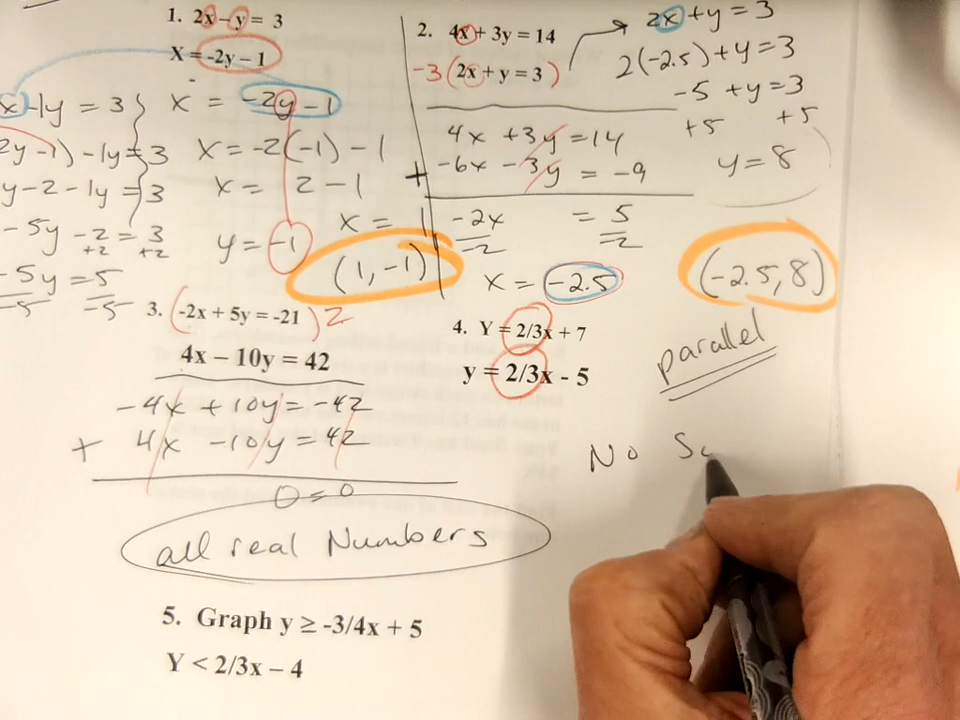 1. 2x – y = 3
X = -2y – 1
x -1y = 3
2y -1) -1y = 3
y -2 -1y = 3
-5y -2 = 3
+2 +2
-5y = 5
-5 -5
x = -2y -1
x = -2(-1) -1
x = 2 -1
x = 1
y = -1
(1, -1)
2. 4x + 3y = 14
-3 (2x + y = 3)
4x +3y = 14
+ -6x -3y = -9
-2x = 5
-2 -2
x = -2.5
2x + y = 3
2(-2.5) + y = 3
-5 + y = 3
+5 +5
y = 8
(-2.5, 8)
3. (-2x + 5y = -21) 2
4x – 10y = 42
-4x + 10y = -42
+ 4x -10y = 42
0 = 0
all real Numbers
4. Y = 2/3x + 7
y = 2/3x - 5
parallel
No So
5. Graph y ≥ -3/4x + 5
Y < 2/3x – 4